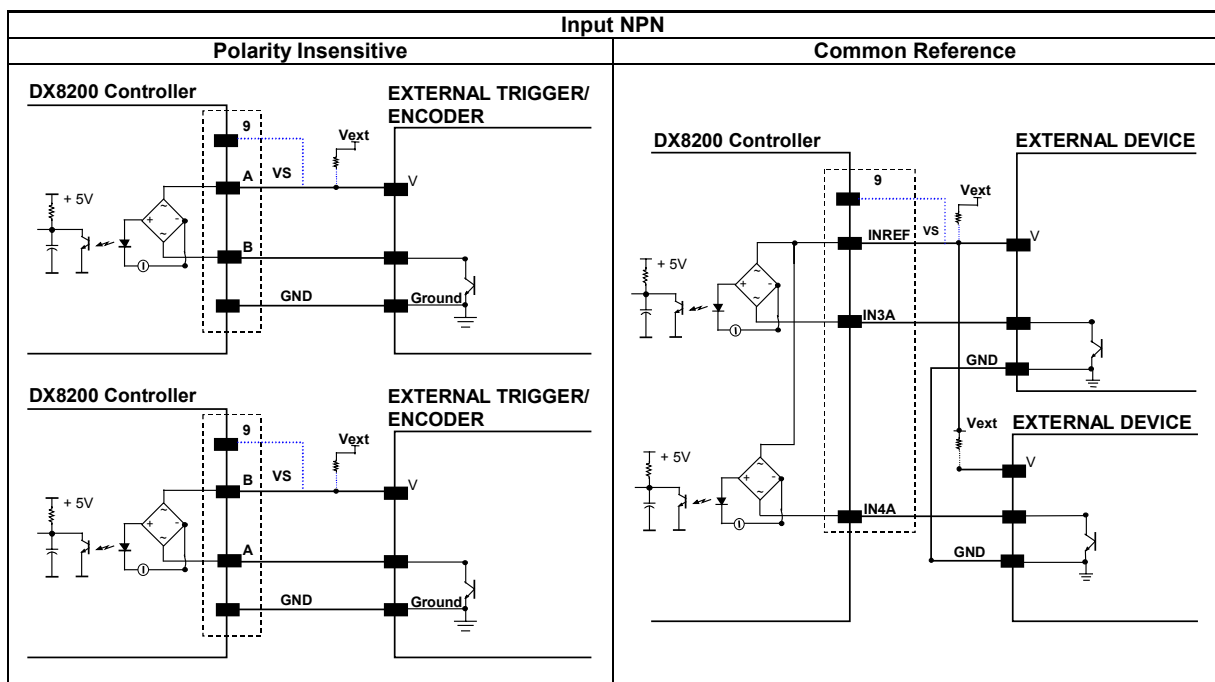 Input NPN
Polarity Insensitive
Common Reference
DX8200 Controller
EXTERNAL TRIGGER/
ENCODER
9
Vext
A
VS
V
+ 5V
+
~
~
-
B
I
GND
Ground
DX8200 Controller
EXTERNAL TRIGGER/
ENCODER
9
Vext
B
VS
V
+ 5V
+
~
~
-
A
I
GND
Ground
DX8200 Controller
EXTERNAL DEVICE
9
Vext
INREF
VS
V
+ 5V
+
~
~
-
IN3A
I
GND
Vext
EXTERNAL DEVICE
V
+ 5V
+
~
~
-
IN4A
I
GND